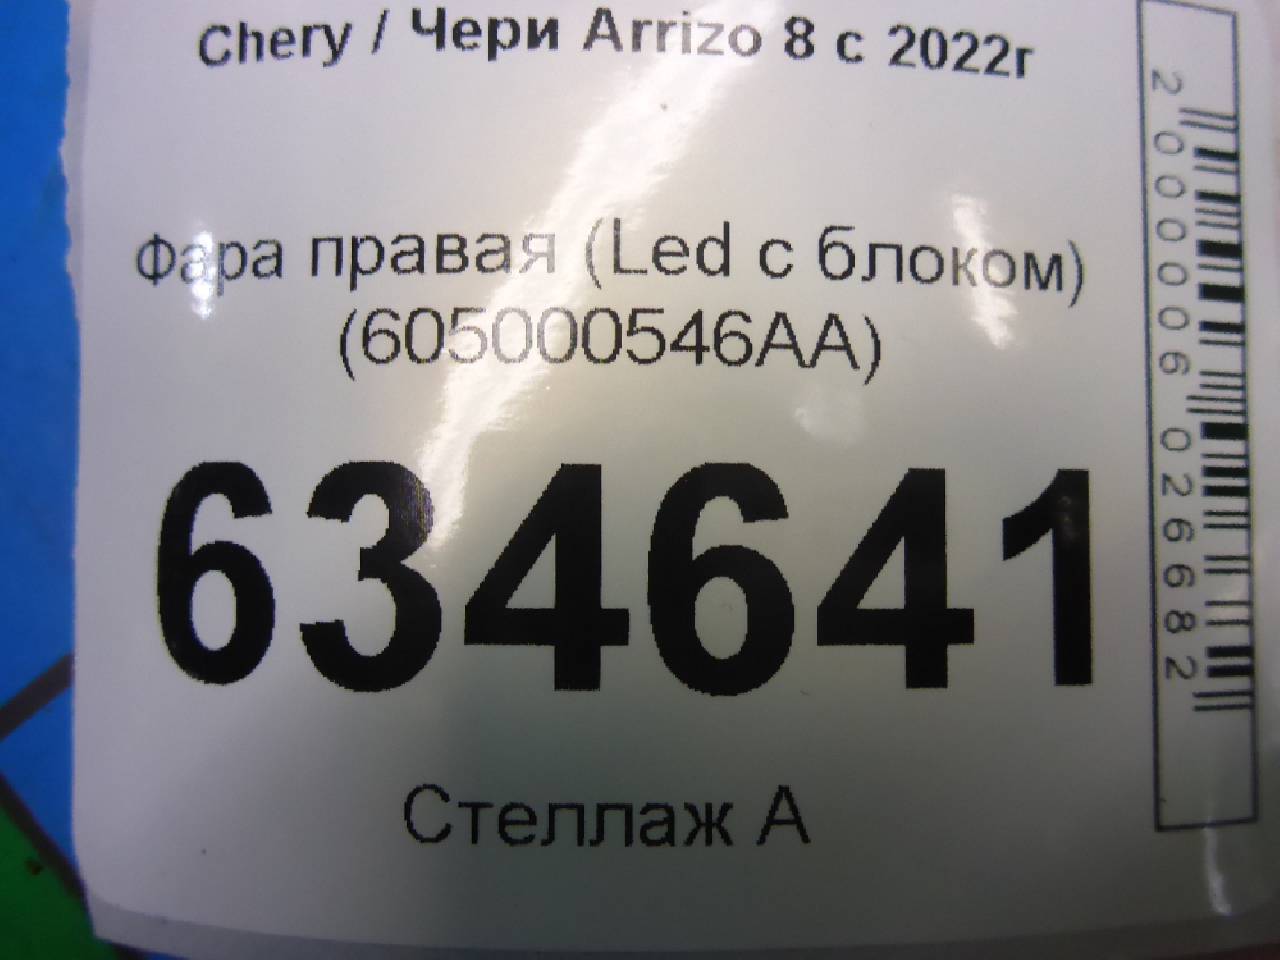 Chery / Чери Arrizo 8 с 2022г
Фара правая (Led с блоком)
(605000546AA)
634641
Стеллаж А
2000006026682